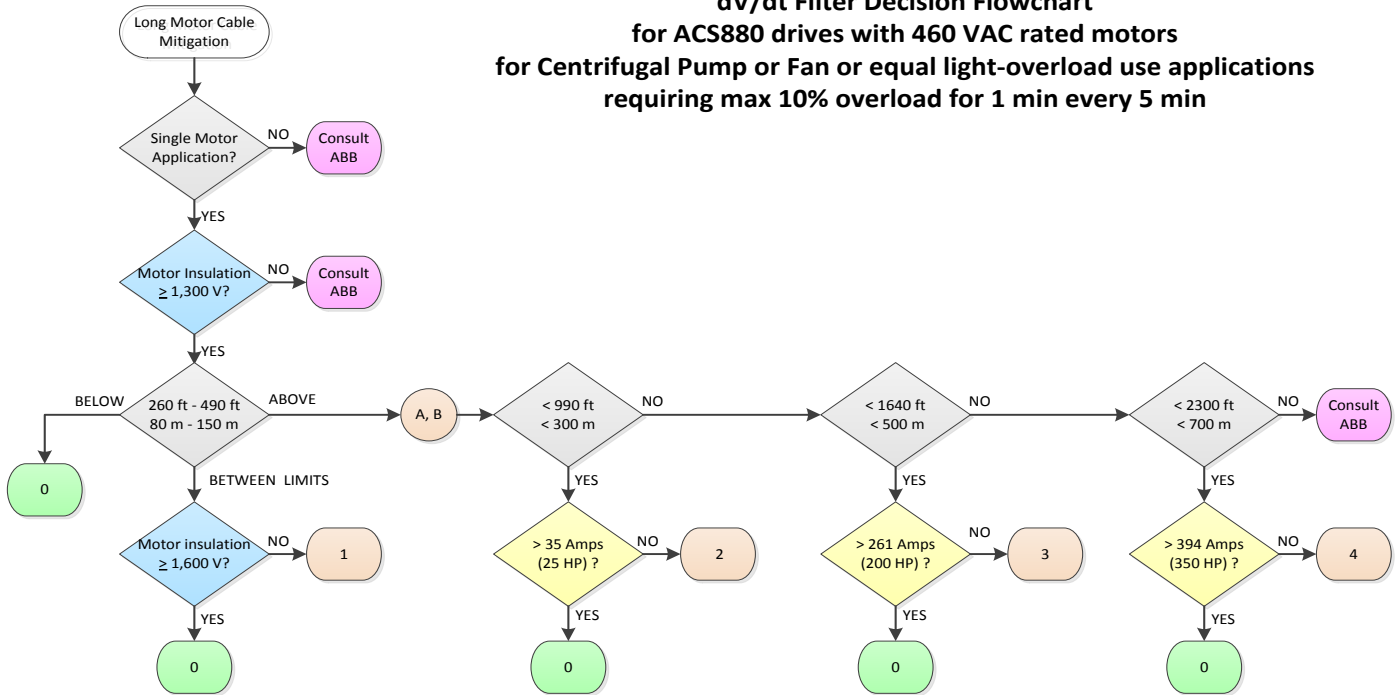 dv/dt Filter Decision Flowchart
for ACS880 drives with 460 VAC rated motors
for Centrifugal Pump or Fan or equal light-overload use applications
requiring max 10% overload for 1 min every 5 min
Long Motor Cable
Mitigation
Single Motor
Application?
NO
Consult
ABB
YES
Motor Insulation
≥ 1,300 V?
NO
Consult
ABB
YES
BELOW
260 ft - 490 ft
80 m - 150 m
ABOVE
A, B
< 990 ft
< 300 m
NO
< 1640 ft
< 500 m
NO
< 2300 ft
< 700 m
NO
Consult
ABB
0
BETWEEN LIMITS
YES
YES
YES
Motor insulation
≥ 1,600 V?
NO
1
> 35 Amps
(25 HP) ?
NO
2
> 261 Amps
(200 HP) ?
NO
3
> 394 Amps
(350 HP) ?
NO
4
YES
YES
YES
YES
0
0
0
0